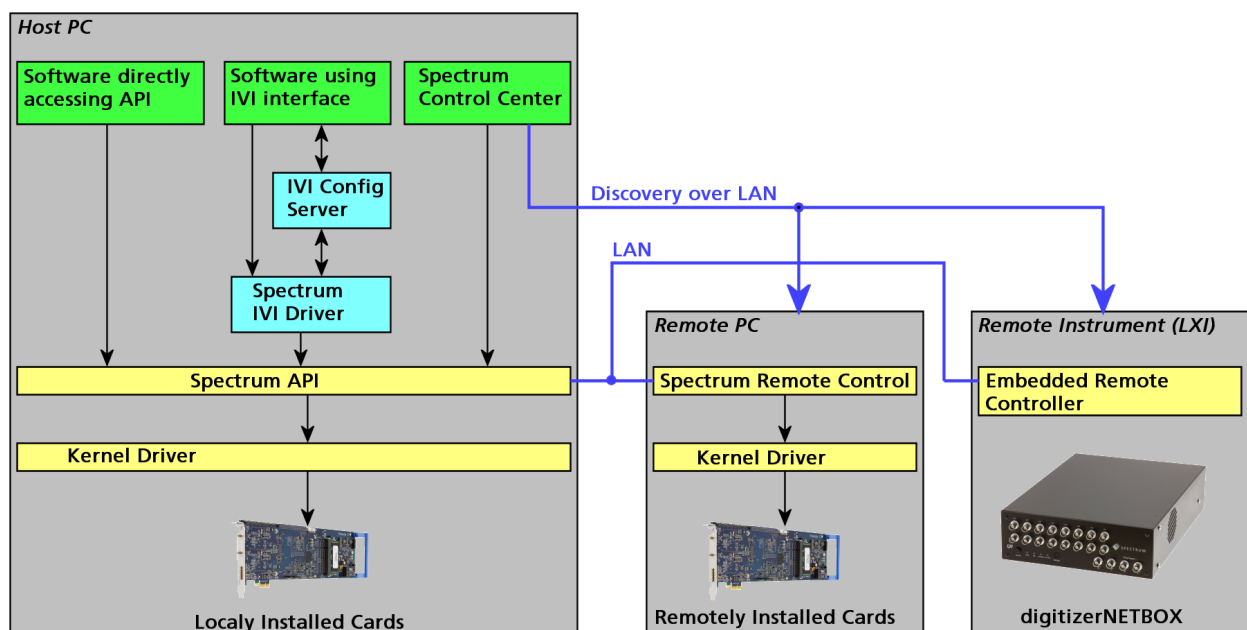 Host PC
Software directly
accessing API
Software using
IVI interface
Spectrum
Control Center
IVI Config
Server
Discovery over LAN
LAN
Spectrum
IVI Driver
Remote PC
Remote Instrument (LXI)
Spectrum API
Spectrum Remote Control
Embedded Remote
Controller
Kernel Driver
Kernel Driver
SPECTRUM
Localy Installed Cards
Remotely Installed Cards
digitizerNETBOX